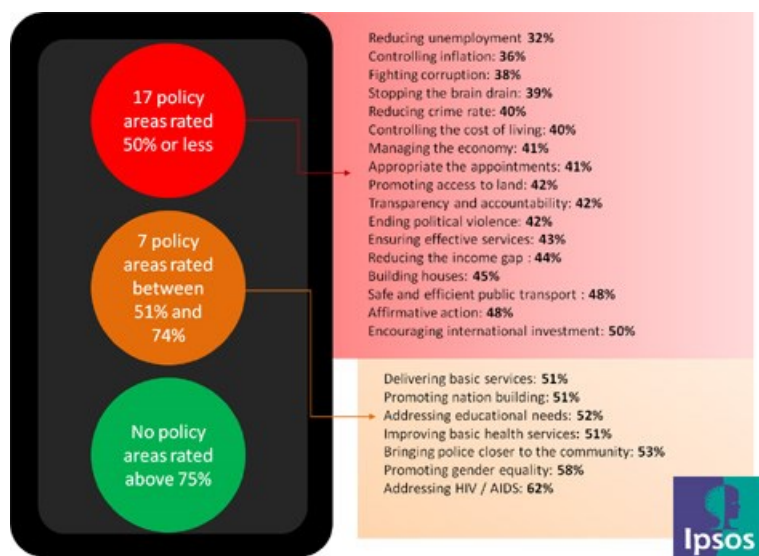 17 policy
areas rated
50% or less
7 policy
areas rated
between
51% and
74%
No policy
areas rated
above 75%
Reducing unemployment 32%
Controlling inflation: 36%
Fighting corruption: 38%
Stopping the brain drain: 39%
Reducing crime rate: 40%
Controlling the cost of living: 40%
Managing the economy: 41%
Appropriate the appointments: 41%
Promoting access to land: 42%
Transparency and accountability: 42%
Ending political violence: 42%
Ensuring effective services: 43%
Reducing the income gap : 44%
Building houses: 45%
Safe and efficient public transport : 48%
Affirmative action: 48%
Encouraging international investment: 50%
Delivering basic services: 51%
Promoting nation building: 51%
Addressing educational needs: 52%
Improving basic health services: 51%
Bringing police closer to the community: 53%
Promoting gender equality: 58%
Addressing HIV / AIDS: 62%
Ipsos